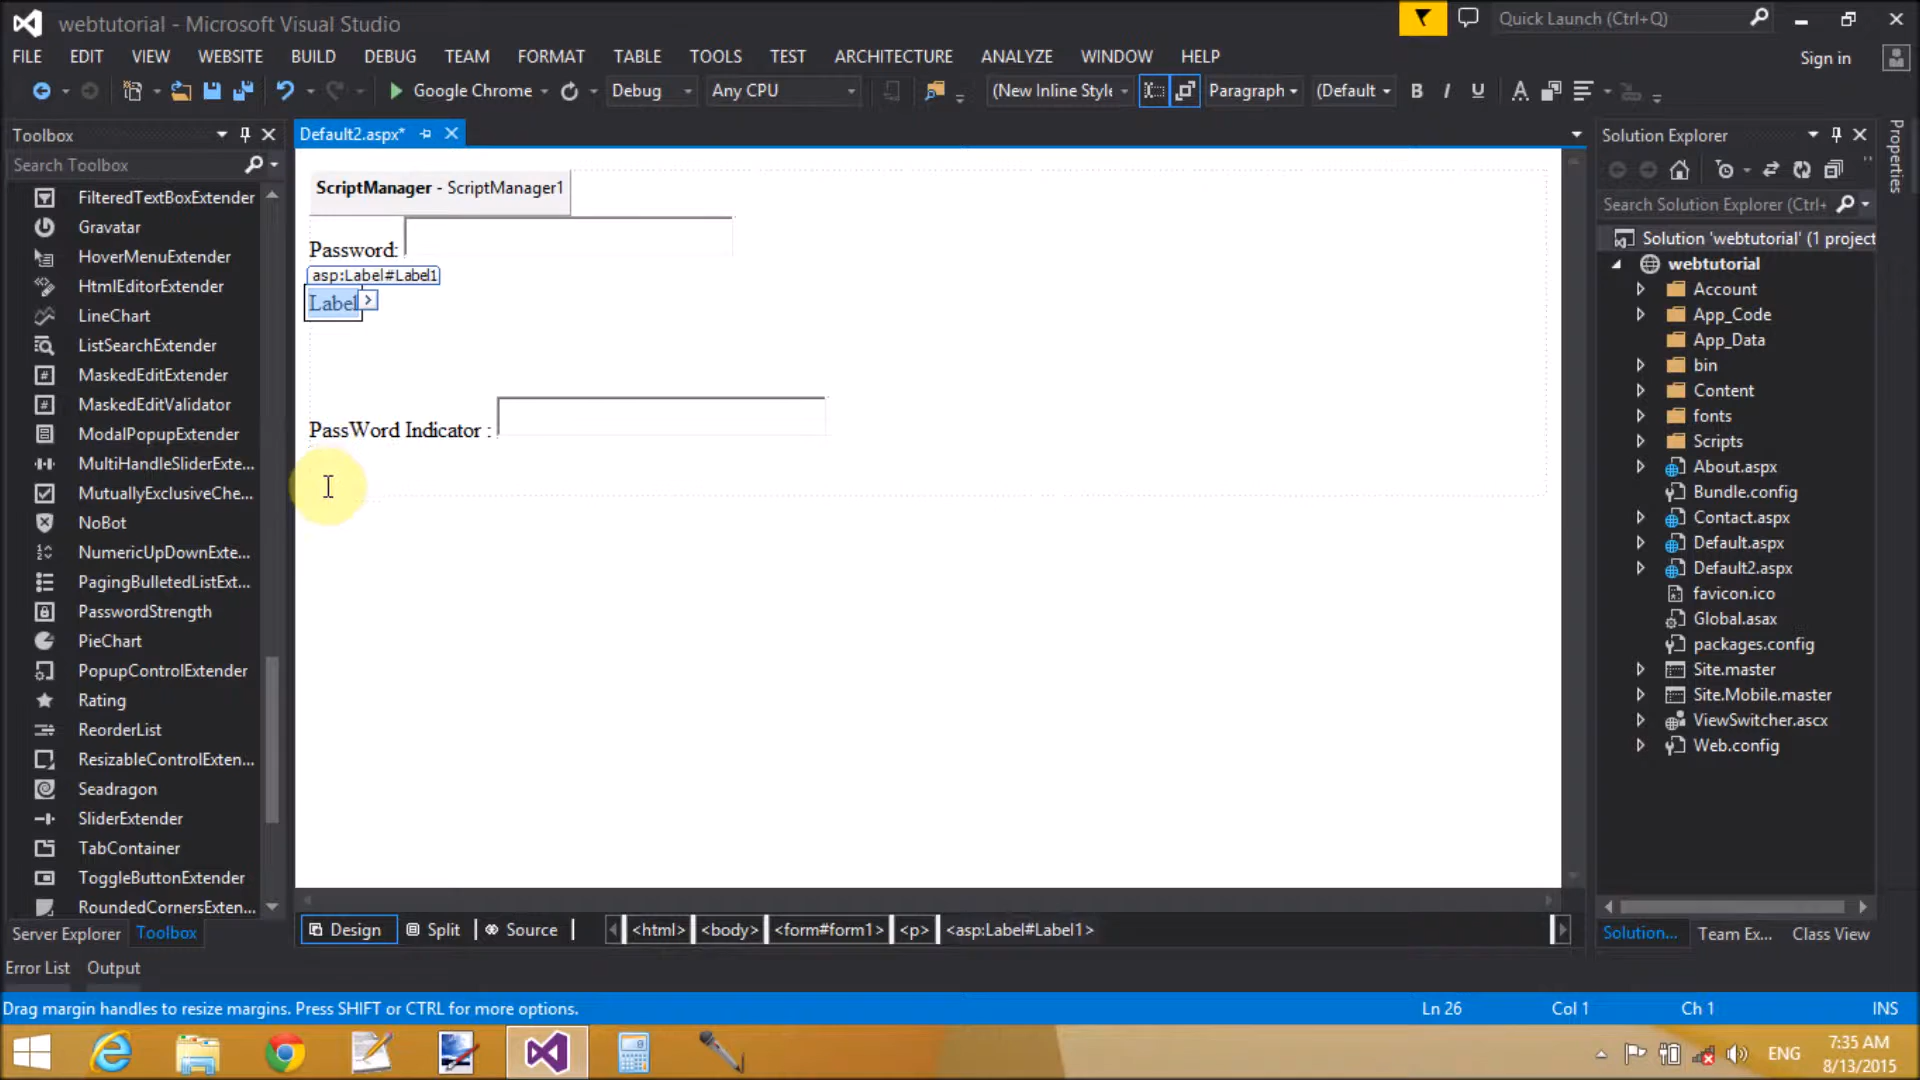 webtutorial - Microsoft Visual Studio
Quick Launch (Ctrl+Q)
FILE EDIT VIEW WEBSITE BUILD DEBUG TEAM FORMAT TABLE TOOLS TEST ARCHITECTURE ANALYZE WINDOW HELP
Sign in
Google Chrome Debug Any CPU (New Inline Style Paragraph (Default B I U A
Toolbox
Search Toolbox
FilteredTextBoxExtender
Gravatar
HoverMenuExtender
HtmlEditorExtender
LineChart
ListSearchExtender
MaskedEditExtender
MaskedEditValidator
ModalPopupExtender
MultiHandleSliderExte...
MutuallyExclusiveChe...
NoBot
NumericUpDownExte...
PagingBulletedListExt...
PasswordStrength
PieChart
PopupControlExtender
Rating
ReorderList
ResizableControlExten...
Seadragon
SliderExtender
TabContainer
ToggleButtonExtender
RoundedCornersExten...
Server Explorer Toolbox
Default2.aspx*
ScriptManager - ScriptManager1
Password:
asp:Label#Label1
Label
PassWord Indicator :
Design Split Source
<html> <body> <form#form1> <p> <asp:Label#Label1>
Solution Explorer
Search Solution Explorer (Ctrl+
Solution 'webtutorial' (1 project
webtutorial
Account
App_Code
App_Data
bin
Content
fonts
Scripts
About.aspx
Bundle.config
Contact.aspx
Default.aspx
Default2.aspx
favicon.ico
Global.asax
packages.config
Site.master
Site.Mobile.master
ViewSwitcher.ascx
Web.config
Solution... Team Ex... Class View
Properties
Error List Output
Drag margin handles to resize margins. Press SHIFT or CTRL for more options.
Ln 26 Col 1 Ch 1 INS
ENG
7:35 AM
8/13/2015